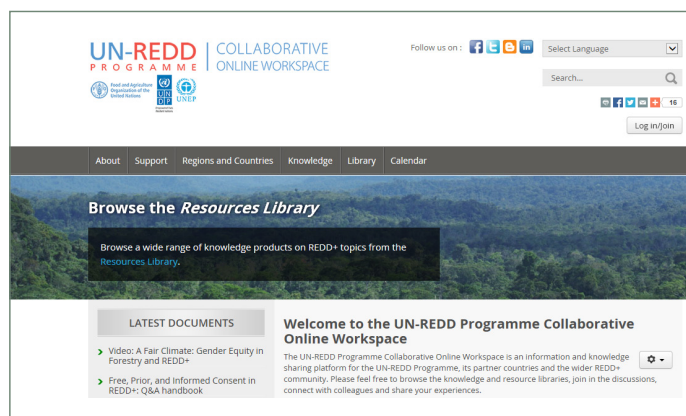 UN-REDD
PROGRAMME
COLLABORATIVE
ONLINE WORKSPACE
Food and Agriculture
Organization of the
United Nations
UN
DP
UNEP
Follow us on :
Select Language
Search...
16
Log in/Join
About Support Regions and Countries Knowledge Library Calendar
Browse the Resources Library
Browse a wide range of knowledge products on REDD+ topics from the
Resources Library.
LATEST DOCUMENTS
Video: A Fair Climate: Gender Equity in
Forestry and REDD+
Free, Prior, and Informed Consent in
REDD+: Q&A handbook
Welcome to the UN-REDD Programme Collaborative
Online Workspace
The UN-REDD Programme Collaborative Online Workspace is an information and knowledge
sharing platform for the UN-REDD Programme, its partner countries and the wider REDD+
community. Please feel free to browse the knowledge and resource libraries, join in the discussions,
connect with colleagues and share your experiences.